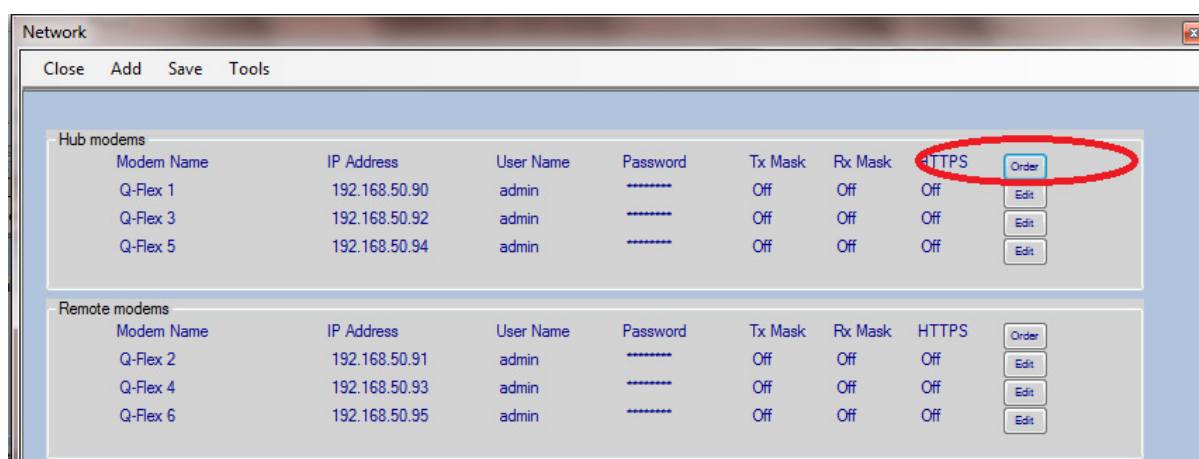 Network
Close Add Save Tools
Hub modems
Modem Name IP Address User Name Password Tx Mask Rx Mask HTTPS Order
Q-Flex 1 192.168.50.90 admin ******** Off Off Off Edit
Q-Flex 3 192.168.50.92 admin ******** Off Off Off Edit
Q-Flex 5 192.168.50.94 admin ******** Off Off Off Edit
Remote modems
Modem Name IP Address User Name Password Tx Mask Rx Mask HTTPS Order
Q-Flex 2 192.168.50.91 admin ******** Off Off Off Edit
Q-Flex 4 192.168.50.93 admin ******** Off Off Off Edit
Q-Flex 6 192.168.50.95 admin ******** Off Off Off Edit